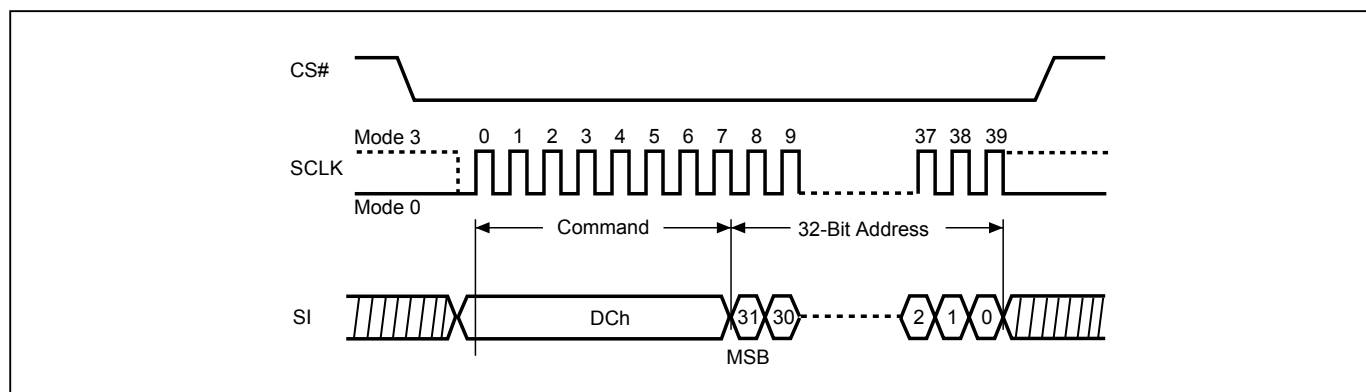 CS#
Mode 3
0 1 2 3 4 5 6 7 8 9 37 38 39
SCLK
Mode 0
Command 32-Bit Address
SI DCh 31 30 2 1 0
MSB